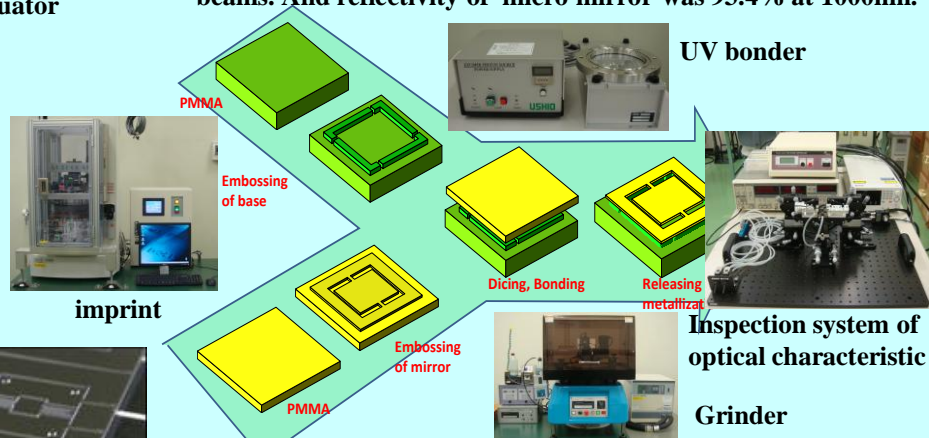 uator
beams. And reflectivity of micro mirror was 95.4% at 1000nm.
UV bonder
USHIO
PMMA
Embossing
of base
imprint
Dicing, Bonding
Releasing
metallizat
Inspection system of
optical characteristic
Embossing
of mirror
PMMA
Grinder